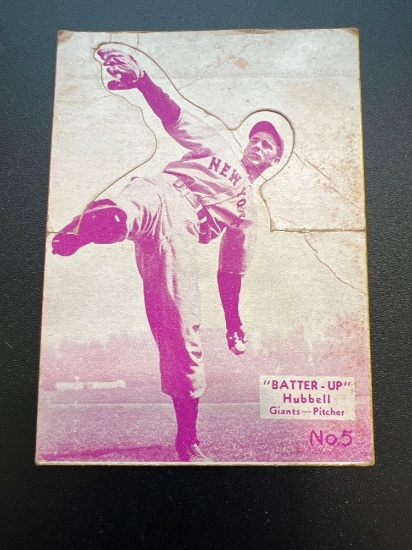 NEW YORK
"BATTER-UP"
Hubbell
Giants—Pitcher
No5